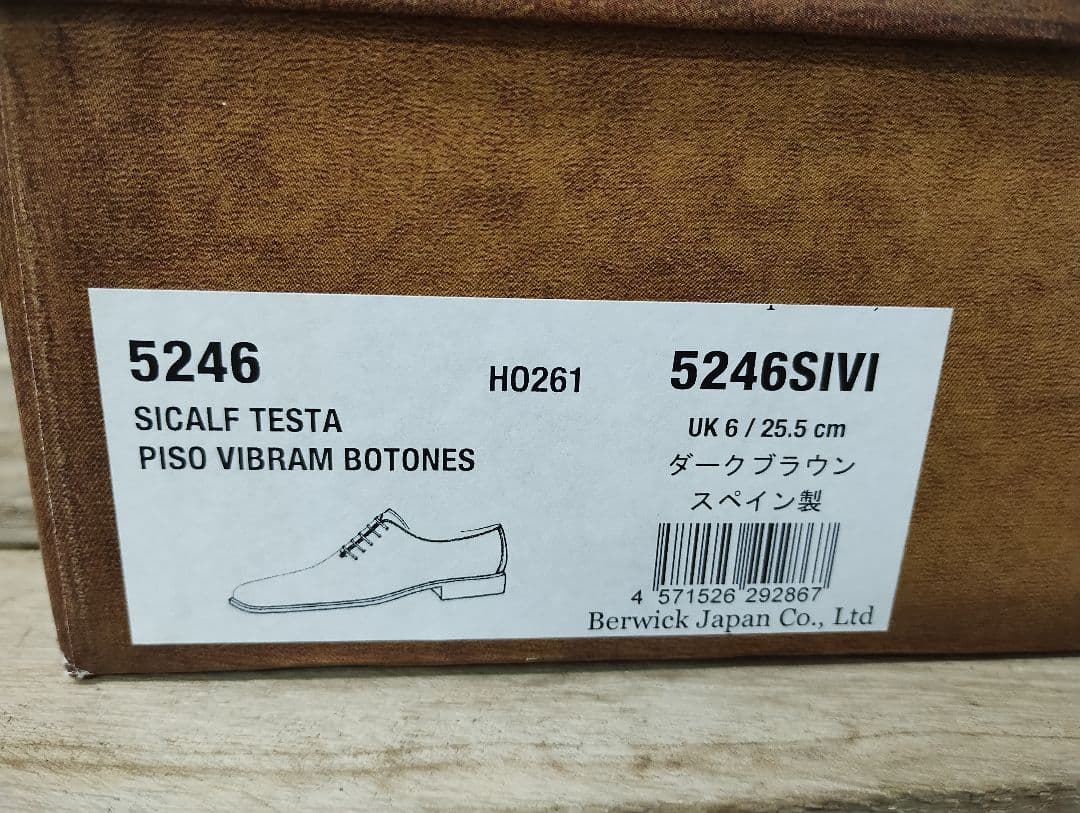 5246
SICALF TESTA
PISO VIBRAM BOTONES
HO261
5246SIVI
UK 6 / 25.5 cm
ダークブラウン
スペイン製
4 571526 292867
Berwick Japan Co., Ltd